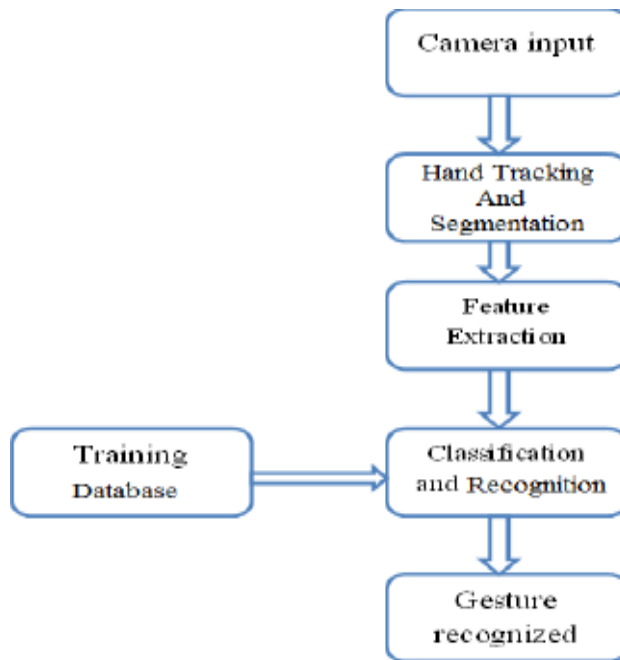 Camera input
Hand Tracking
And
Segmentation
Feature
Extraction
Training
Database
Classification
and Recognition
Gesture
recognized